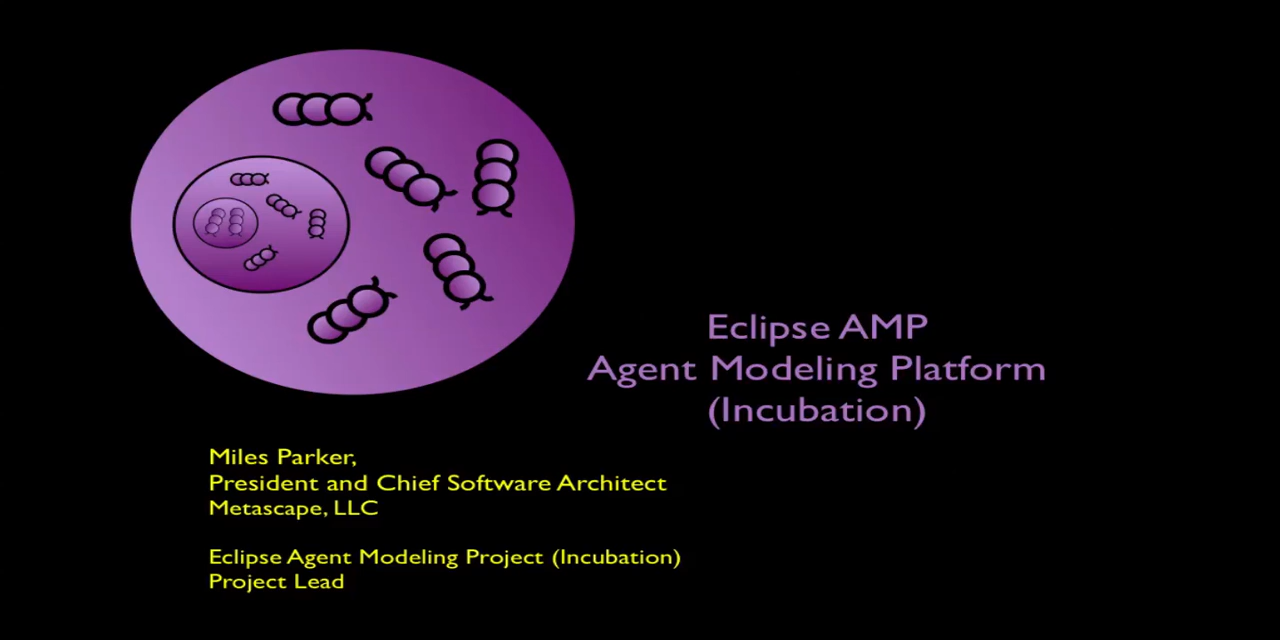 Eclipse AMP
Agent Modeling Platform
(Incubation)
Miles Parker,
President and Chief Software Architect
Metascape, LLC
Eclipse Agent Modeling Project (Incubation)
Project Lead